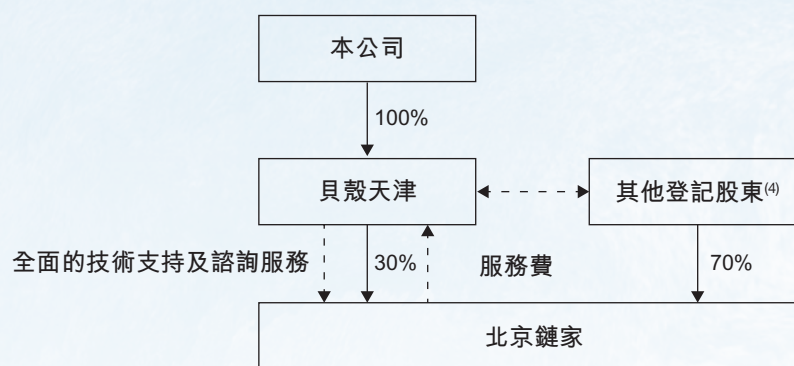 本公司
100%
貝殼天津
其他登記股東(4)
全面的技術支持及諮詢服務
30%
服務費
70%
北京鏈家